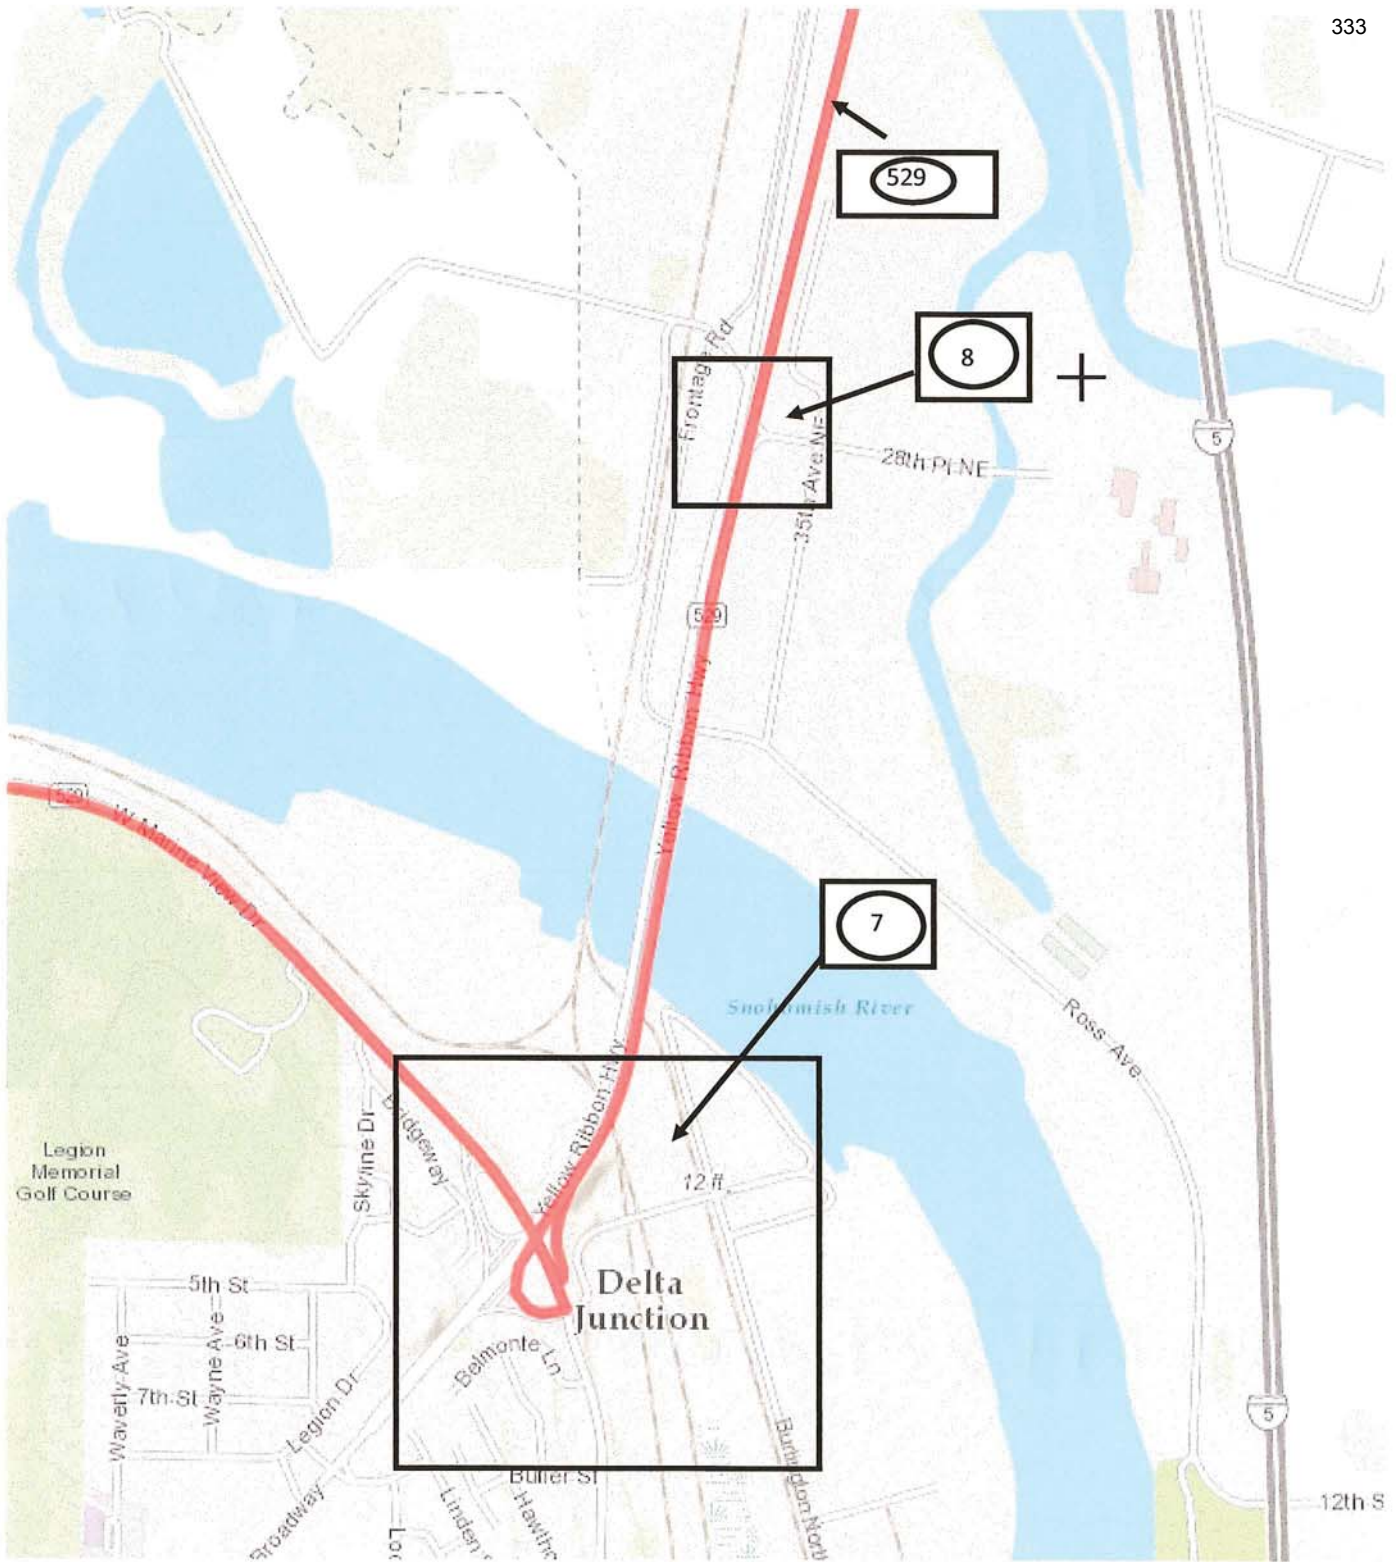 333
529
Frontage Rd
8
5
28th Pl NE
35th Ave NE
529
Yellow Ribbon Hwy
529
W Marine View Dr
7
Snohomish River
Ross Ave
Yellow Ribbon Hwy
Bridgeway
Skyline Dr
12 ft.
Legion
Memorial
Golf Course
Delta
Junction
5th St
6th St
7th St
Waverly Ave
Wayne Ave
Legion Dr
Belmonte Ln
Butler St
Broadway
Linden S
Hawtho
Loc
Burlington North
5
12th S